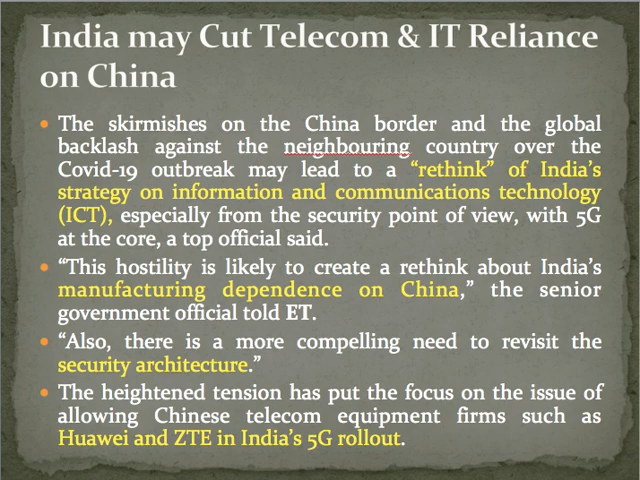 India may Cut Telecom & IT Reliance
on China
• The skirmishes on the China border and the global
backlash against the neighbouring country over the
Covid-19 outbreak may lead to a “rethink” of India’s
strategy on information and communications technology
(ICT), especially from the security point of view, with 5G
at the core, a top official said.
• “This hostility is likely to create a rethink about India’s
manufacturing dependence on China,” the senior
government official told ET.
• “Also, there is a more compelling need to revisit the
security architecture.”
• The heightened tension has put the focus on the issue of
allowing Chinese telecom equipment firms such as
Huawei and ZTE in India’s 5G rollout.